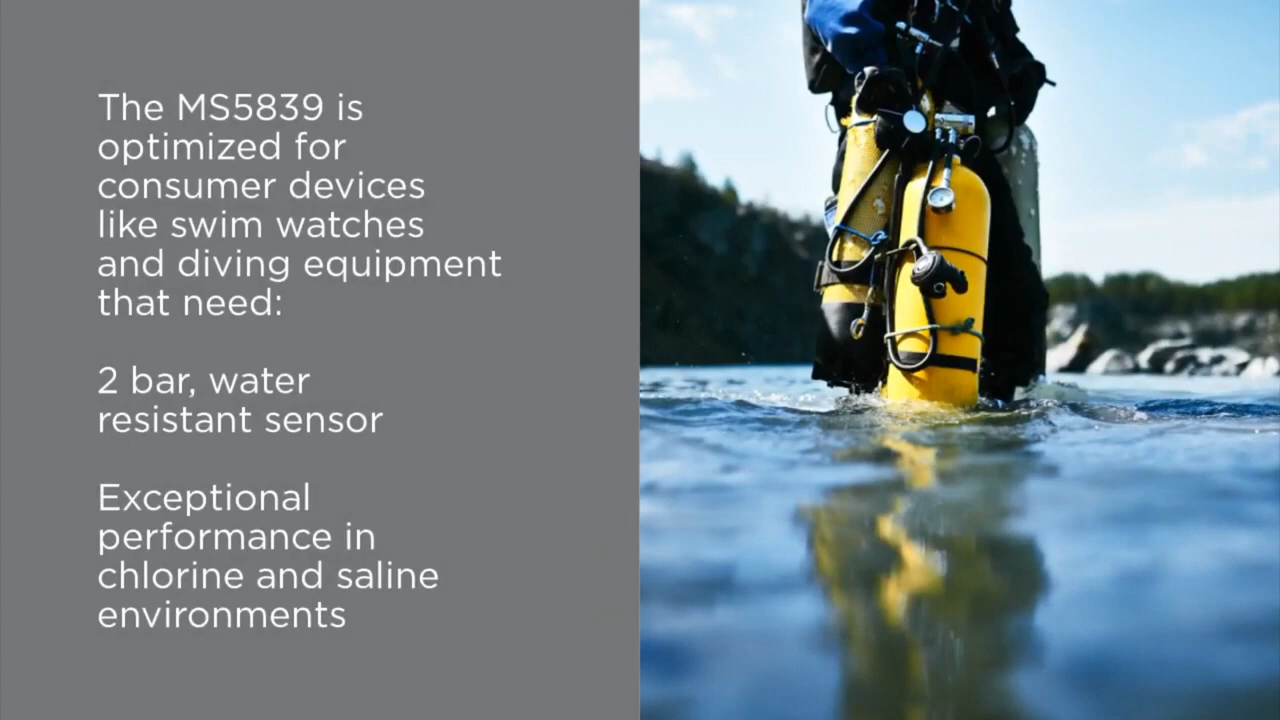 The MS5839 is
optimized for
consumer devices
like swim watches
and diving equipment
that need:
2 bar, water
resistant sensor
Exceptional
performance in
chlorine and saline
environments